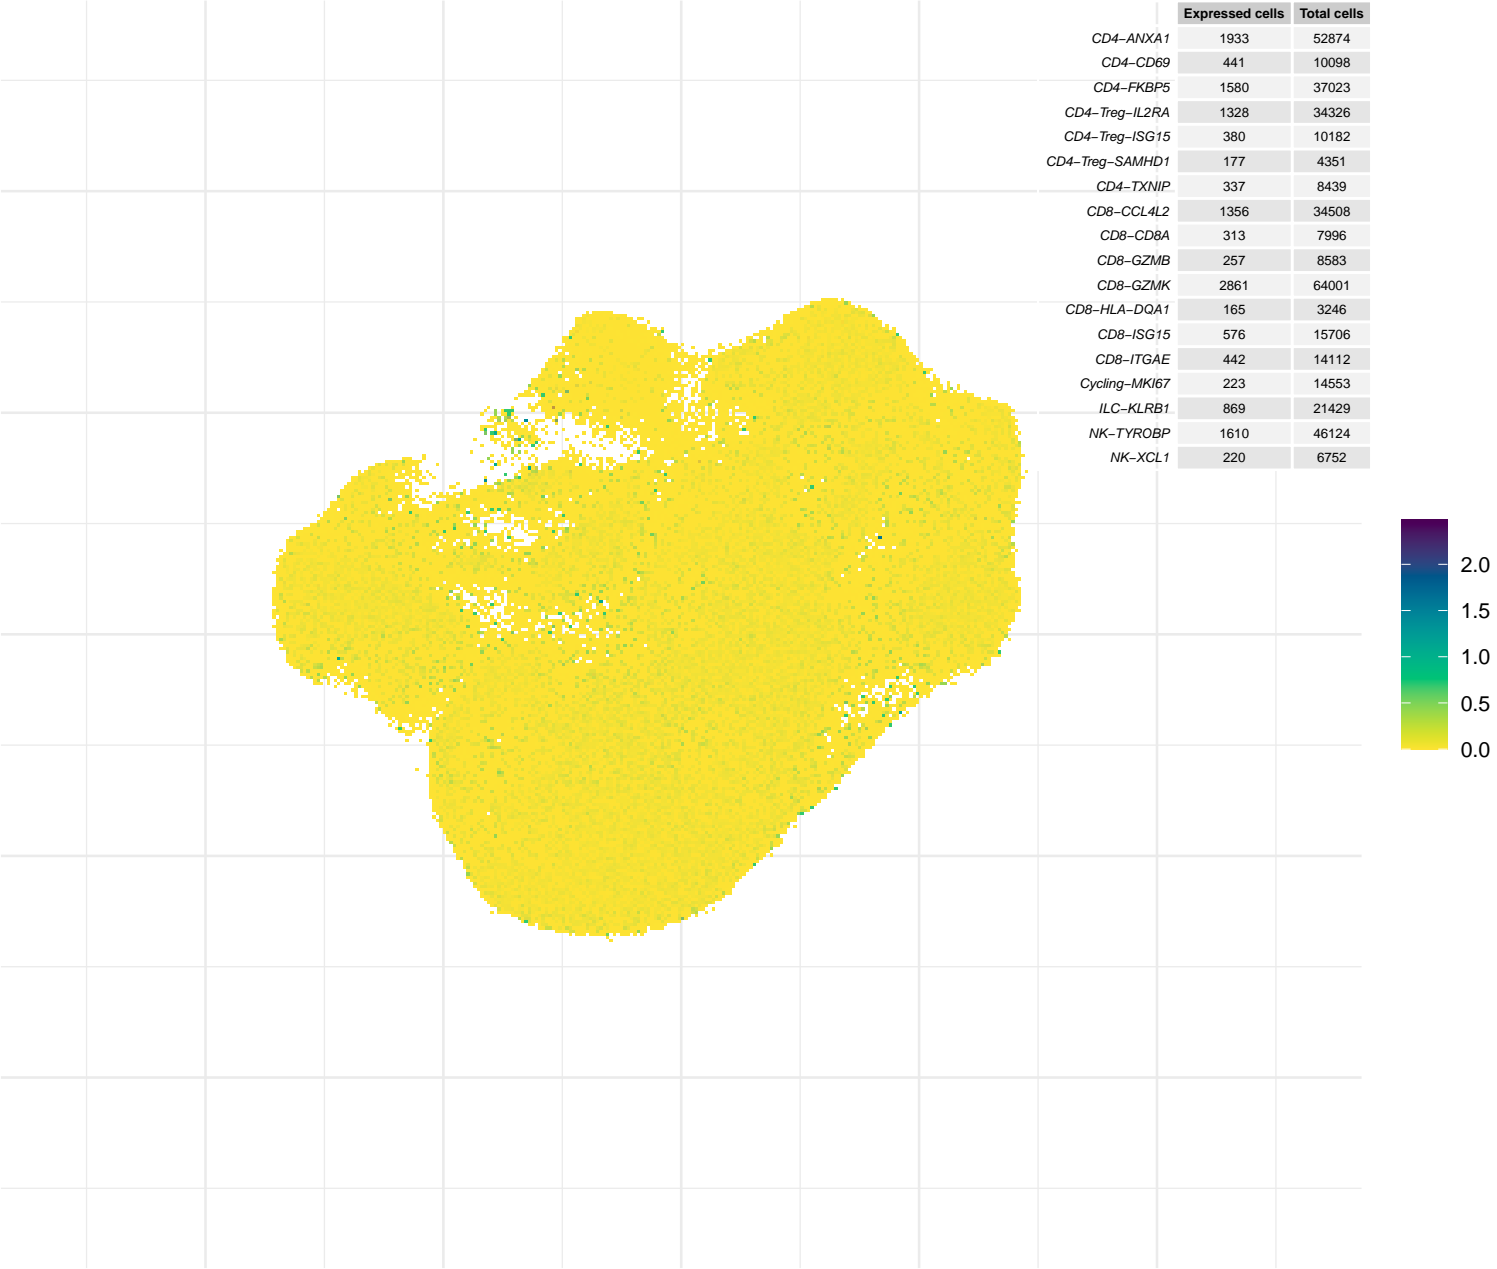 Expressed cells Total cells
CD4−ANXA1 1933 52874
CD4−CD69 441 10098
CD4−FKBP5 1580 37023
CD4−Treg−IL2RA 1328 34326
CD4−Treg−ISG15 380 10182
CD4−Treg−SAMHD1 177 4351
CD4−TXNIP 337 8439
CD8−CCL4L2 1356 34508
CD8−CD8A 313 7996
CD8−GZMB 257 8583
CD8−GZMK 2861 64001
CD8−HLA−DQA1 165 3246
CD8−ISG15 576 15706
CD8−ITGAE 442 14112
Cycling−MKI67 223 14553
ILC−KLRB1 869 21429
NK−TYROBP 1610 46124
NK−XCL1 220 6752
2.0
1.5
1.0
0.5
0.0